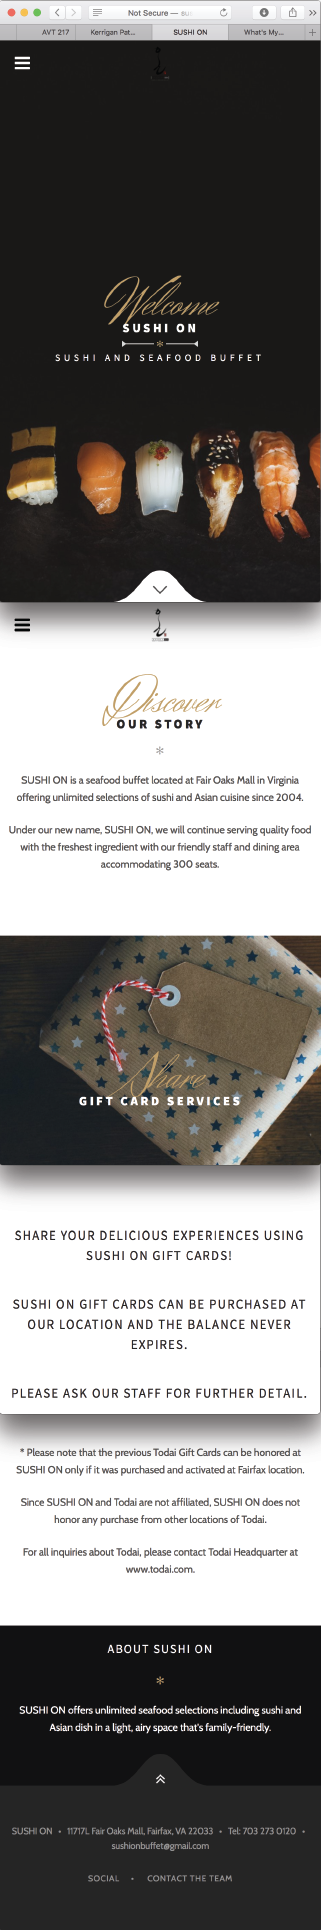 Not Secure — sus
AVT 217
Kerrigan Pat...
SUSHI ON
What's My...
Welcome
SUSHI ON
SUSHI AND SEAFOOD BUFFET
Discover
OUR STORY
SUSHI ON is a seafood buffet located at Fair Oaks Mall in Virginia
offering unlimited selections of sushi and Asian cuisine since 2004.
Under our new name, SUSHI ON, we will continue serving quality food
with the freshest ingredient with our friendly staff and dining area
accommodating 300 seats.
Share
GIFT CARD SERVICES
SHARE YOUR DELICIOUS EXPERIENCES USING
SUSHI ON GIFT CARDS!
SUSHI ON GIFT CARDS CAN BE PURCHASED AT
OUR LOCATION AND THE BALANCE NEVER
EXPIRES.
PLEASE ASK OUR STAFF FOR FURTHER DETAIL.
* Please note that the previous Todai Gift Cards can be honored at
SUSHI ON only if it was purchased and activated at Fairfax location.
Since SUSHI ON and Todai are not affiliated, SUSHI ON does not
honor any purchase from other locations of Todai.
For all inquiries about Todai, please contact Todai Headquarter at
www.todai.com.
ABOUT SUSHI ON
SUSHI ON offers unlimited seafood selections including sushi and
Asian dish in a light, airy space that's family-friendly.
SUSHI ON • 11717L Fair Oaks Mall, Fairfax, VA 22033 • Tel: 703 273 0120 •
sushionbuffet@gmail.com
SOCIAL • CONTACT THE TEAM